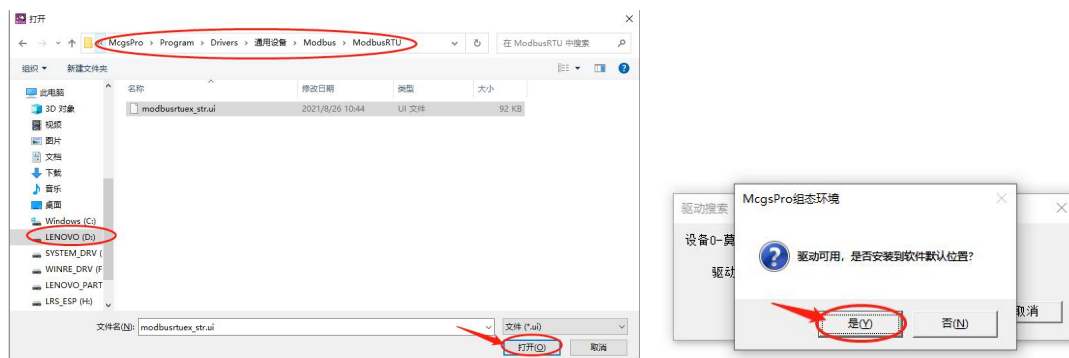 打开
« McgsPro › Program › Drivers › 通用设备 › Modbus › ModbusRTU
在 ModbusRTU 中搜索
组织 新建文件夹
名称 修改日期 类型 大小
modbusrtuex_str.ui 2021/8/26 10:44 UI 文件 92 KB
此电脑
3D 对象
视频
图片
文档
下载
音乐
桌面
Windows (C:)
LENOVO (D:)
SYSTEM_DRV (
WINRE_DRV (F
LENOVO_PART
LRS_ESP (H:)
文件名(N): modbusrtuex_str.ui 文件 (*.ui)
打开(O) 取消
驱动搜索
设备0-莫
驱动
取消
McgsPro组态环境
驱动可用，是否安装到软件默认位置?
是(Y) 否(N)